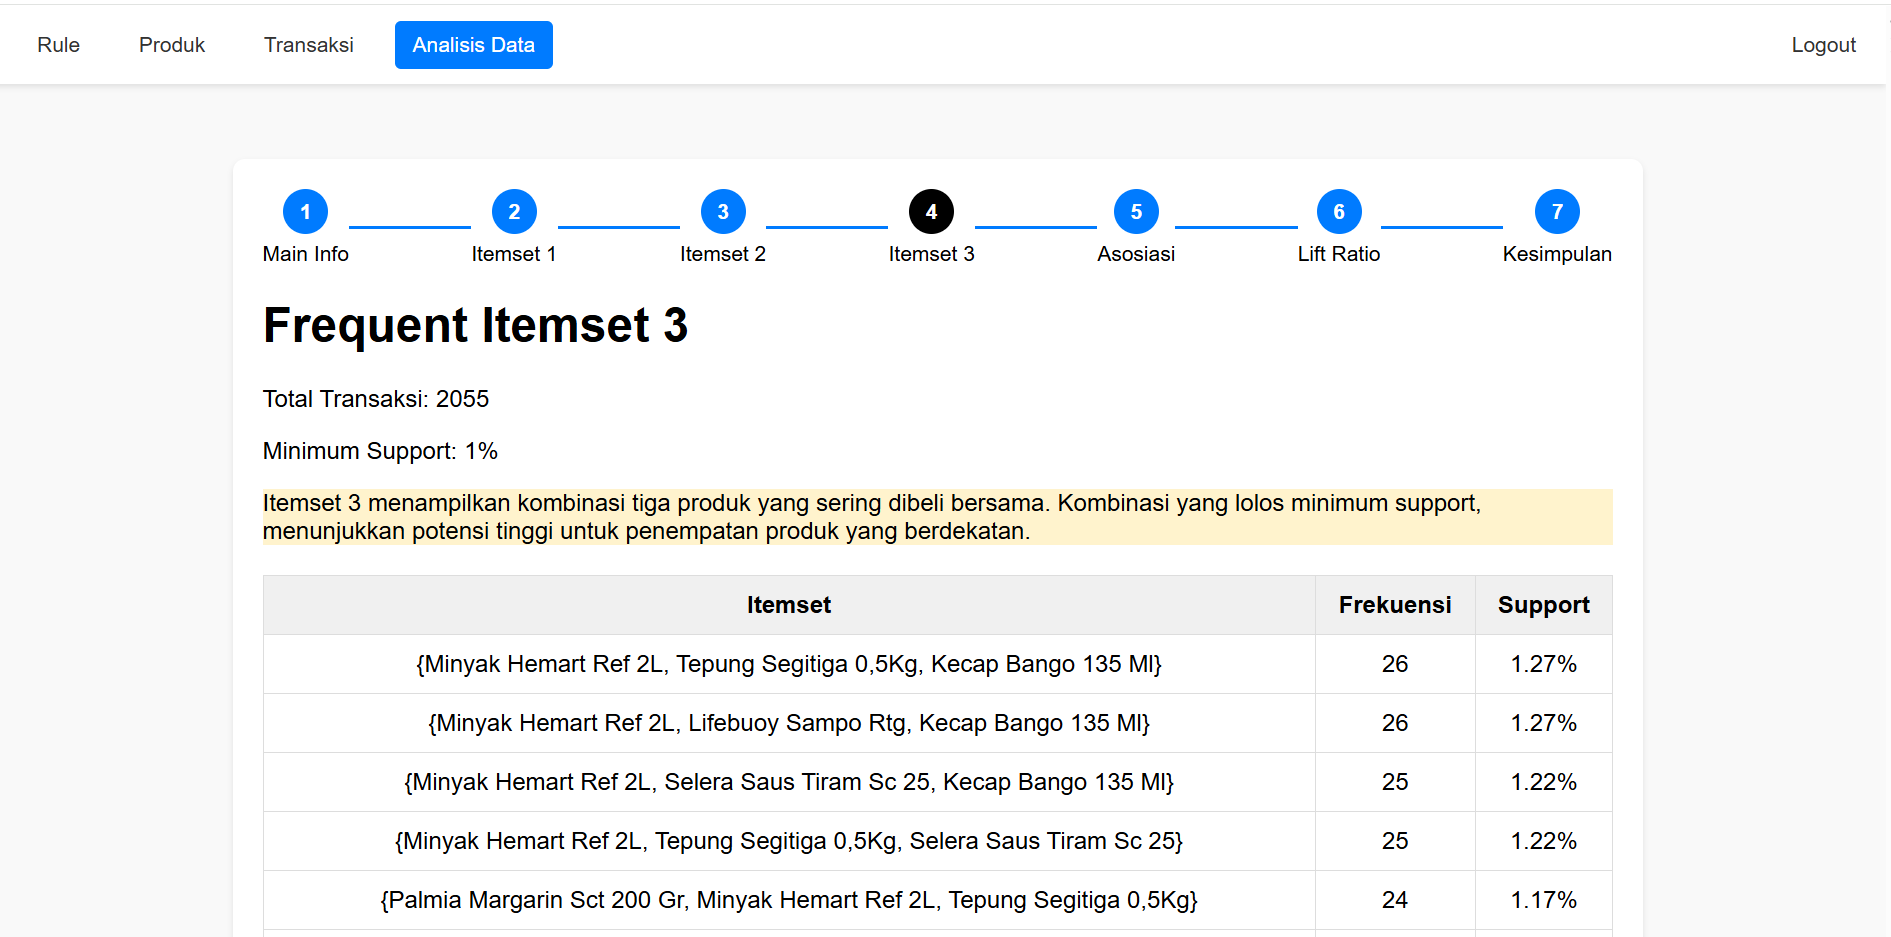 Rule Produk Transaksi Analisis Data Logout
1 2 3 4 5 6 7
Main Info Itemset 1 Itemset 2 Itemset 3 Asosiasi Lift Ratio Kesimpulan
Frequent Itemset 3
Total Transaksi: 2055
Minimum Support: 1%
Itemset 3 menampilkan kombinasi tiga produk yang sering dibeli bersama. Kombinasi yang lolos minimum support,
menunjukkan potensi tinggi untuk penempatan produk yang berdekatan.
Itemset Frekuensi Support
{Minyak Hemart Ref 2L, Tepung Segitiga 0,5Kg, Kecap Bango 135 Ml} 26 1.27%
{Minyak Hemart Ref 2L, Lifebuoy Sampo Rtg, Kecap Bango 135 Ml} 26 1.27%
{Minyak Hemart Ref 2L, Selera Saus Tiram Sc 25, Kecap Bango 135 Ml} 25 1.22%
{Minyak Hemart Ref 2L, Tepung Segitiga 0,5Kg, Selera Saus Tiram Sc 25} 25 1.22%
{Palmia Margarin Sct 200 Gr, Minyak Hemart Ref 2L, Tepung Segitiga 0,5Kg} 24 1.17%